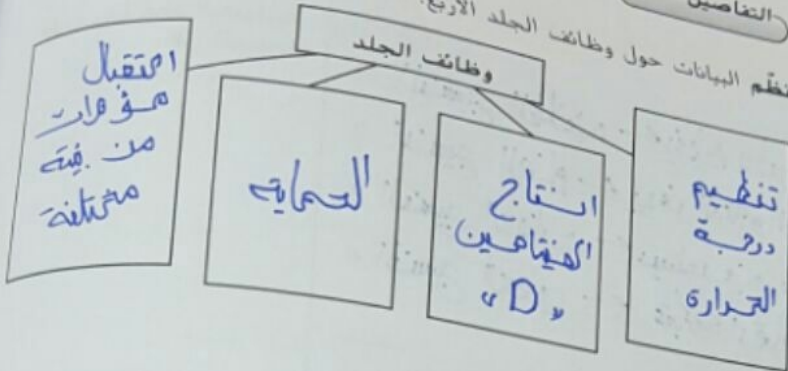 التفاصيل
نظّم البيانات حول وظائف الجلد الأربع.
وظائف الجلد
تنظيم
درجة
الحرارة
انتاج
الفيتامين
"D"
الحماية
استقبال
مؤثرات
من بيئة
مختلفة